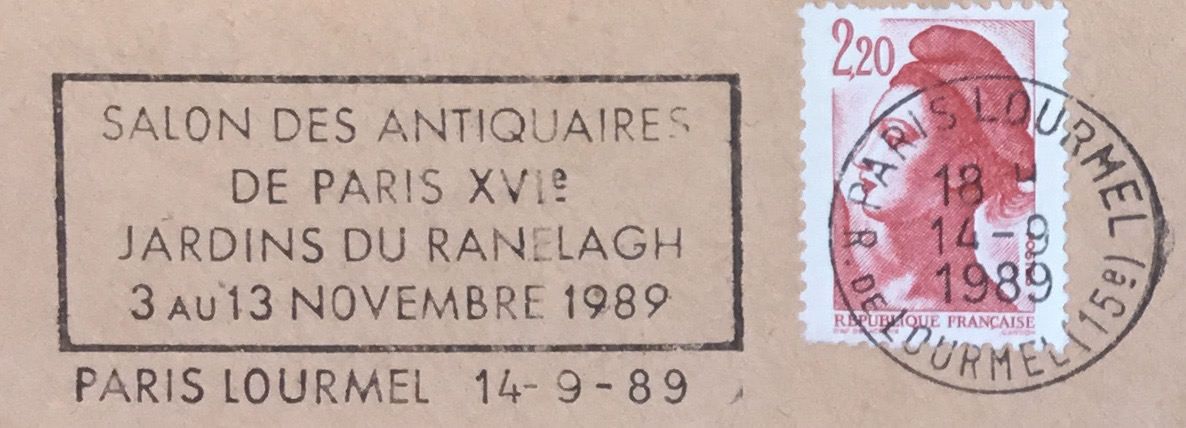 SALON DES ANTIQUAIRES
DE PARIS XVIe
JARDINS DU RANELAGH
3 AU 13 NOVEMBRE 1989
PARIS LOURMEL 14-9-89
2,20
RÉPUBLIQUE FRANÇAISE
PARIS LOURMEL
18 H
14-9
1989
R. DE LOURMEL (15e)